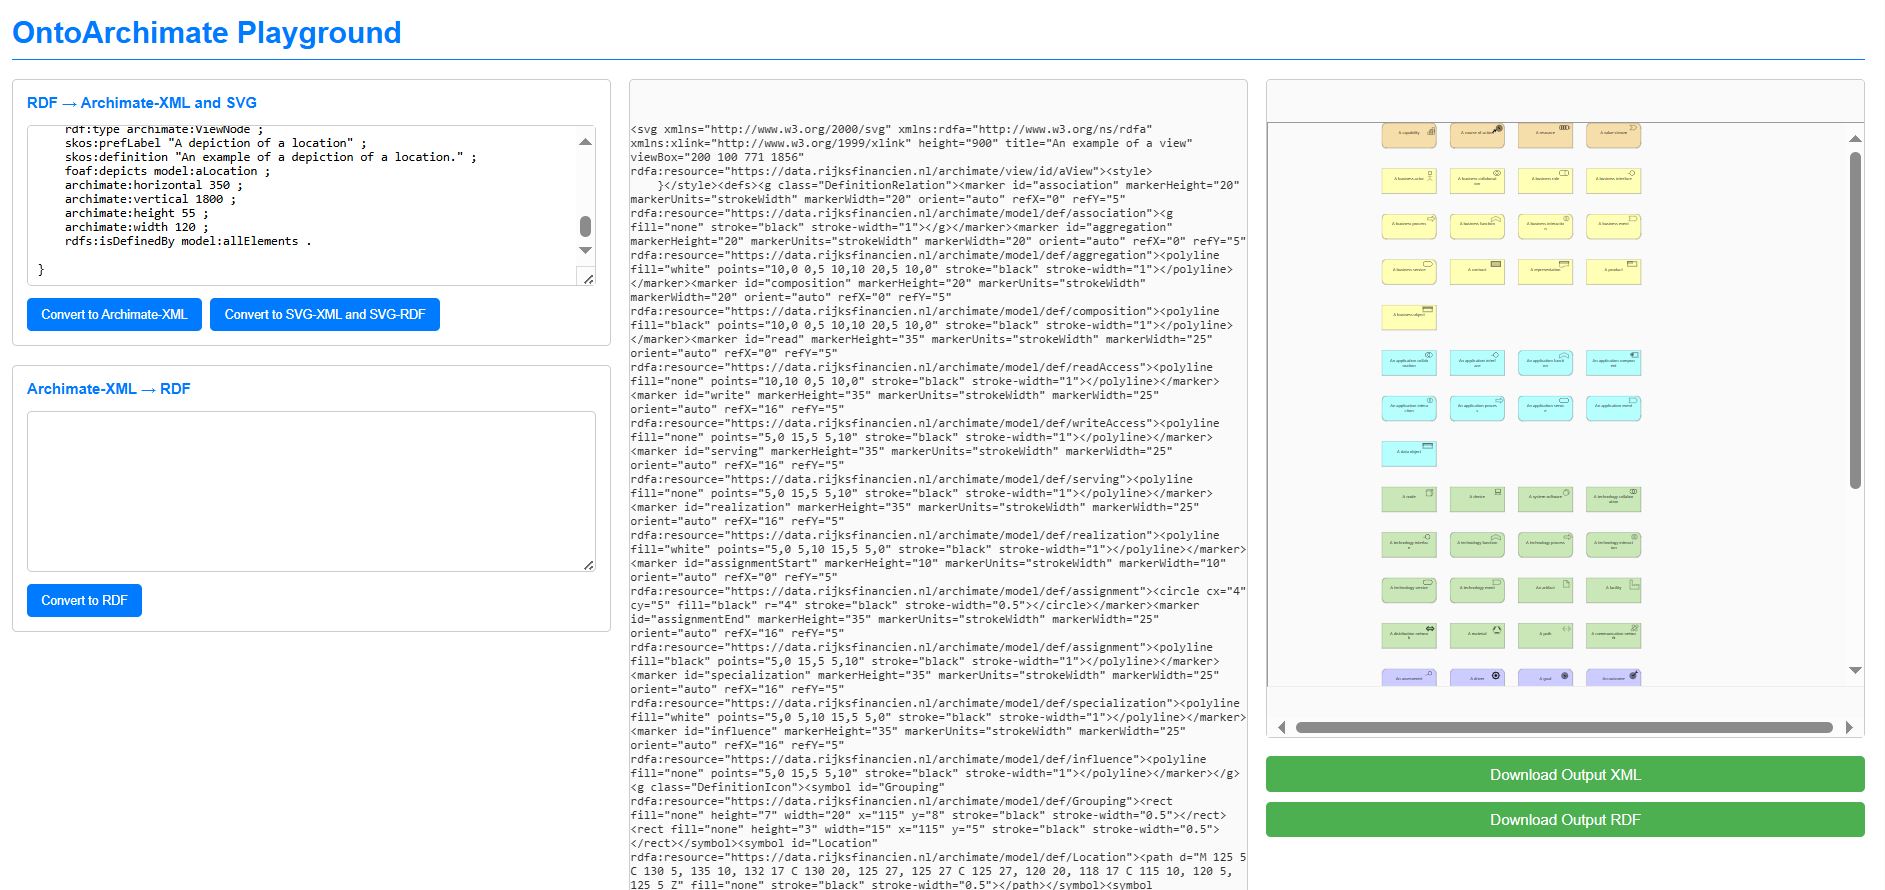 OntoArchimate Playground
RDF → Archimate-XML and SVG
rdf:type archimate:ViewNode ;
skos:prefLabel "A depiction of a location" ;
skos:definition "An example of a depiction of a location." ;
foaf:depicts model:aLocation ;
archimate:horizontal 350 ;
archimate:vertical 1800 ;
archimate:height 55 ;
archimate:width 120 ;
rdfs:isDefinedBy model:allElements .
}
Convert to Archimate-XML
Convert to SVG-XML and SVG-RDF
Archimate-XML → RDF
Convert to RDF
<svg xmlns="http://www.w3.org/2000/svg" xmlns:rdfa="http://www.w3.org/ns/rdfa"
xmlns:xlink="http://www.w3.org/1999/xlink" height="900" title="An example of a view"
viewBox="200 100 771 1856"
rdfa:resource="https://data.rijksfinancien.nl/archimate/view/id/aView"><style>
}</style><defs><g class="DefinitionRelation"><marker id="association" markerHeight="20"
markerUnits="strokeWidth" markerWidth="20" orient="auto" refX="0" refY="5"
rdfa:resource="https://data.rijksfinancien.nl/archimate/model/def/association"><g
fill="none" stroke="black" stroke-width="1"></g></marker><marker id="aggregation"
markerHeight="20" markerUnits="strokeWidth" markerWidth="20" orient="auto" refX="0" refY="5"
rdfa:resource="https://data.rijksfinancien.nl/archimate/model/def/aggregation"><polyline
fill="white" points="10,0 0,5 10,10 20,5 10,0" stroke="black" stroke-width="1"></polyline>
</marker><marker id="composition" markerHeight="20" markerUnits="strokeWidth"
markerWidth="20" orient="auto" refX="0" refY="5"
rdfa:resource="https://data.rijksfinancien.nl/archimate/model/def/composition"><polyline
fill="black" points="10,0 0,5 10,10 20,5 10,0" stroke="black" stroke-width="1"></polyline>
</marker><marker id="read" markerHeight="35" markerUnits="strokeWidth" markerWidth="25"
orient="auto" refX="0" refY="5"
rdfa:resource="https://data.rijksfinancien.nl/archimate/model/def/readAccess"><polyline
fill="none" points="10,10 0,5 10,0" stroke="black" stroke-width="1"></polyline></marker>
<marker id="write" markerHeight="35" markerUnits="strokeWidth" markerWidth="25"
orient="auto" refX="16" refY="5"
rdfa:resource="https://data.rijksfinancien.nl/archimate/model/def/writeAccess"><polyline
fill="none" points="5,0 15,5 5,10" stroke="black" stroke-width="1"></polyline></marker>
<marker id="serving" markerHeight="35" markerUnits="strokeWidth" markerWidth="25"
orient="auto" refX="16" refY="5"
rdfa:resource="https://data.rijksfinancien.nl/archimate/model/def/serving"><polyline
fill="none" points="5,0 15,5 5,10" stroke="black" stroke-width="1"></polyline></marker>
<marker id="realization" markerHeight="35" markerUnits="strokeWidth" markerWidth="25"
orient="auto" refX="16" refY="5"
rdfa:resource="https://data.rijksfinancien.nl/archimate/model/def/realization"><polyline
fill="white" points="5,0 5,10 15,5 5,0" stroke="black" stroke-width="1"></polyline></marker>
<marker id="assignmentStart" markerHeight="10" markerUnits="strokeWidth" markerWidth="10"
orient="auto" refX="0" refY="5"
rdfa:resource="https://data.rijksfinancien.nl/archimate/model/def/assignment"><circle cx="4"
cy="5" fill="black" r="4" stroke="black" stroke-width="0.5"></circle></marker><marker
id="assignmentEnd" markerHeight="35" markerUnits="strokeWidth" markerWidth="25"
orient="auto" refX="16" refY="5"
rdfa:resource="https://data.rijksfinancien.nl/archimate/model/def/assignment"><polyline
fill="black" points="5,0 15,5 5,10" stroke="black" stroke-width="1"></polyline></marker>
<marker id="specialization" markerHeight="35" markerUnits="strokeWidth" markerWidth="25"
orient="auto" refX="16" refY="5"
rdfa:resource="https://data.rijksfinancien.nl/archimate/model/def/specialization"><polyline
fill="white" points="5,0 5,10 15,5 5,0" stroke="black" stroke-width="1"></polyline></marker>
<marker id="influence" markerHeight="35" markerUnits="strokeWidth" markerWidth="25"
orient="auto" refX="16" refY="5"
rdfa:resource="https://data.rijksfinancien.nl/archimate/model/def/influence"><polyline
fill="none" points="5,0 15,5 5,10" stroke="black" stroke-width="1"></polyline></marker></g>
<g class="DefinitionIcon"><symbol id="Grouping"
rdfa:resource="https://data.rijksfinancien.nl/archimate/model/def/Grouping"><rect
fill="none" height="7" width="20" x="115" y="8" stroke="black" stroke-width="0.5"></rect>
<rect fill="none" height="3" width="15" x="115" y="5" stroke="black" stroke-width="0.5">
</rect></symbol><symbol id="Location"
rdfa:resource="https://data.rijksfinancien.nl/archimate/model/def/Location"><path d="M 125 5
C 130 5, 135 10, 132 17 C 130 20, 125 27, 125 27 C 125 27, 120 20, 118 17 C 115 10, 120 5,
125 5 Z" fill="none" stroke="black" stroke-width="0.5"></path></symbol><symbol
A capability
A course of action
A resource
A value stream
A business actor
A business collaborat
ion
A business role
A business interface
A business process
A business function
A business interactio
n
A business event
A business service
A contract
A representation
A product
A business object
An application collab
oration
An application interf
ace
An application functi
on
An application compon
ent
An application intera
ction
An application proces
s
An application servic
e
An application event
A data object
A node
A device
A system software
A technology collabor
ation
A technology interfac
e
A technology function
A technology process
A technology interact
ion
A technology service
A technology event
An artifact
A facility
A distribution networ
k
A material
A path
A communication netwo
rk
An assessment
A driver
A goal
An outcome
Download Output XML
Download Output RDF